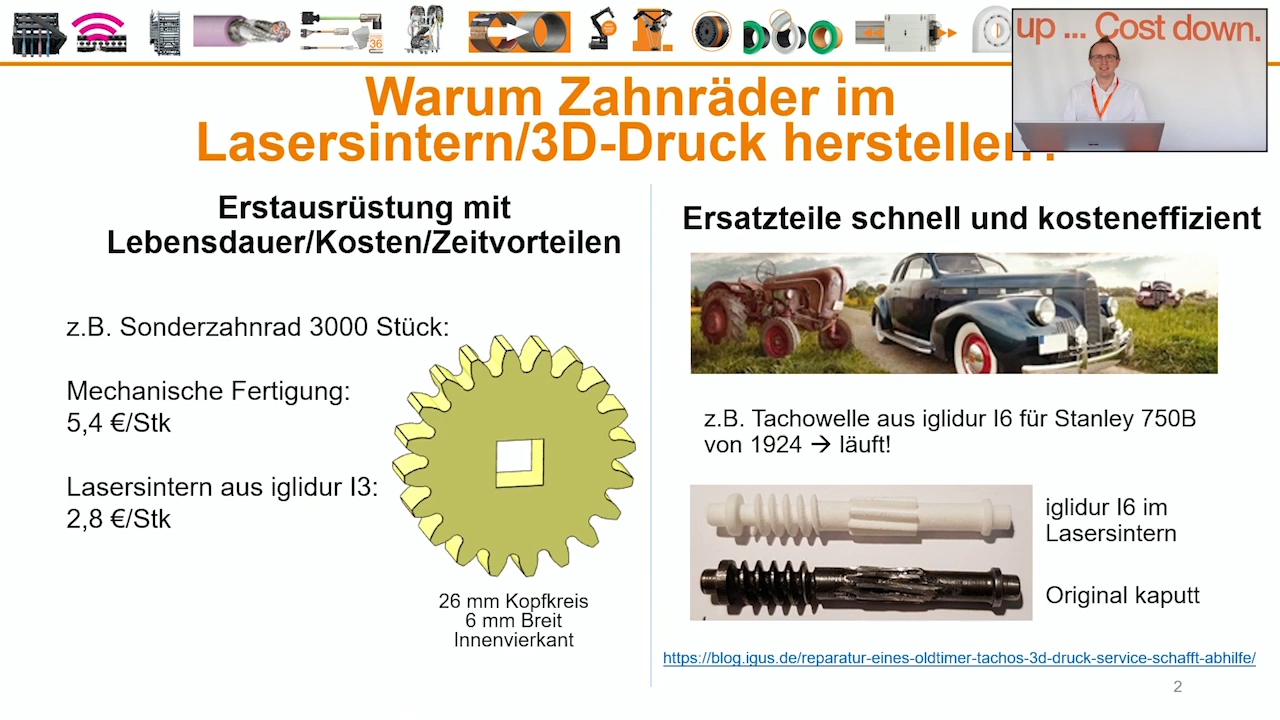 36
up ... Cost down.
Warum Zahnräder im
Lasersintern/3D-Druck herstellen?
Erstausrüstung mit
Lebensdauer/Kosten/Zeitvorteilen
z.B. Sonderzahnrad 3000 Stück:
Mechanische Fertigung:
5,4 €/Stk
Lasersintern aus iglidur I3:
2,8 €/Stk
26 mm Kopfkreis
6 mm Breit
Innenvierkant
Ersatzteile schnell und kosteneffizient
z.B. Tachowelle aus iglidur I6 für Stanley 750B
von 1924 → läuft!
iglidur I6 im
Lasersintern
Original kaputt
https://blog.igus.de/reparatur-eines-oldtimer-tachos-3d-druck-service-schafft-abhilfe/
2